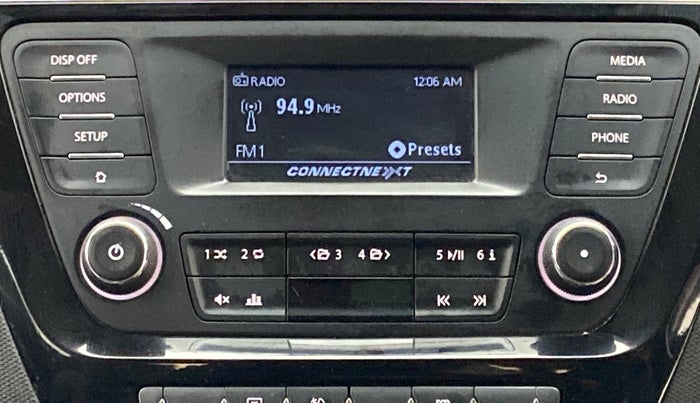 DISP OFF
OPTIONS
SETUP
RADIO 12:06 AM
94.9 MHz
FM1 Presets
CONNECTNEXT
MEDIA
RADIO
PHONE
1 2 3 4 5 6 i